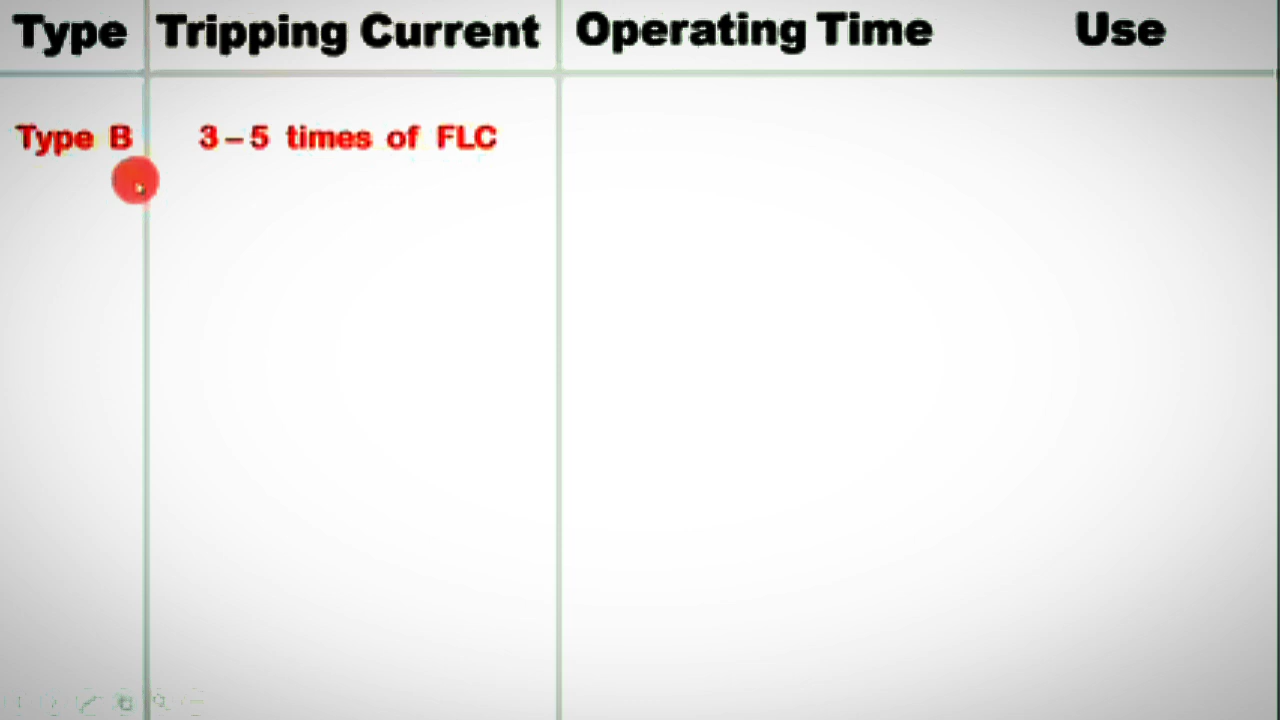 Type Tripping Current Operating Time Use
Type B 3 – 5 times of FLC